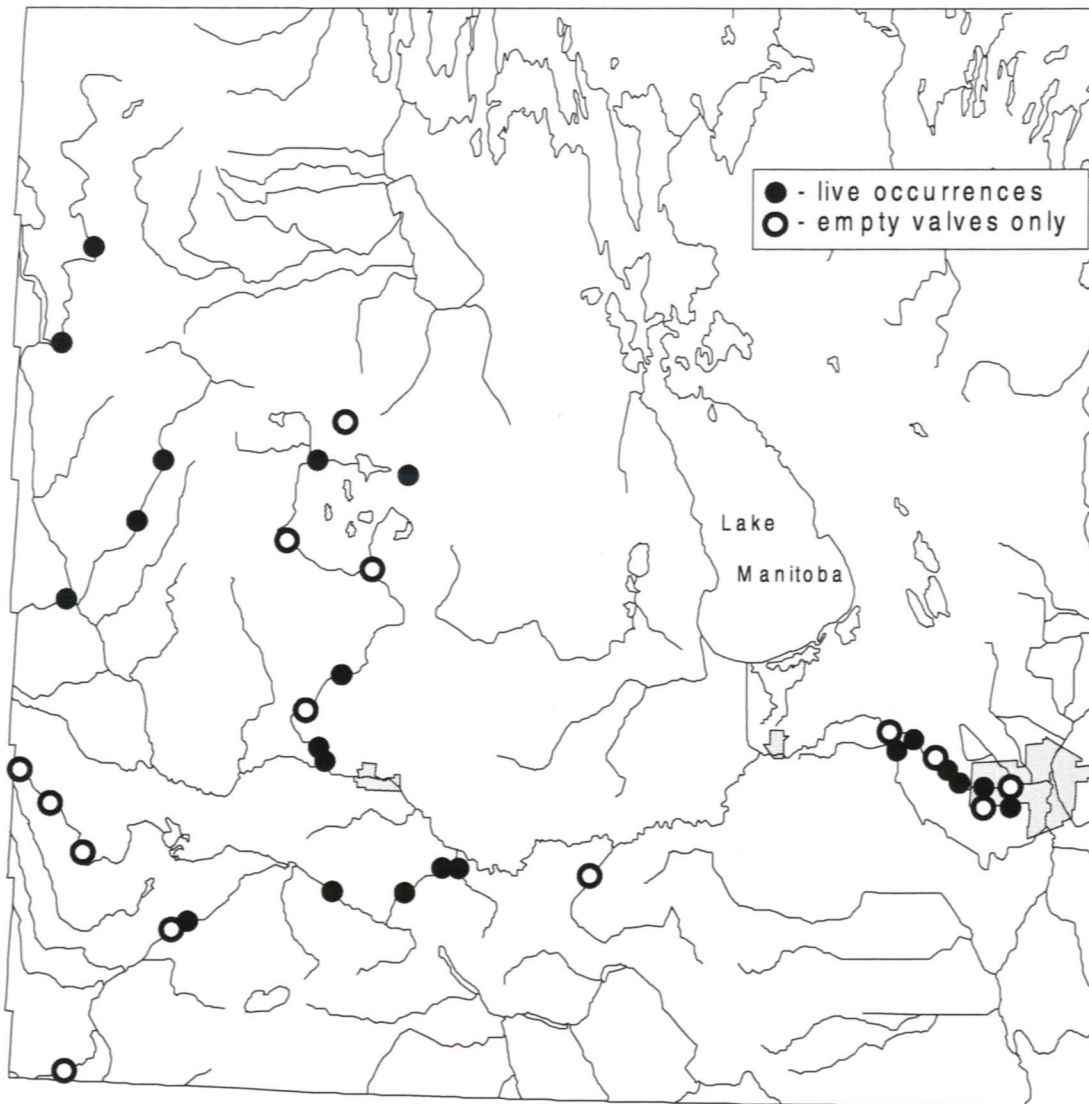 ● - live occurrences
○ - empty valves only
Lake
Manitoba